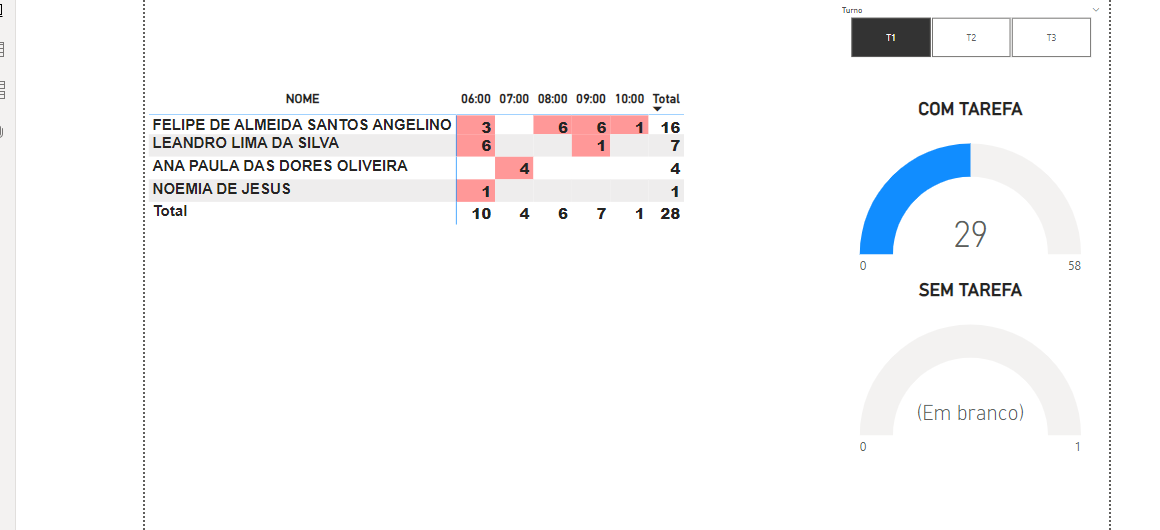 Turno
T1 T2 T3
NOME 06:00 07:00 08:00 09:00 10:00 Total
FELIPE DE ALMEIDA SANTOS ANGELINO 3 6 6 1 16
LEANDRO LIMA DA SILVA 6 1 7
ANA PAULA DAS DORES OLIVEIRA 4 4
NOEMIA DE JESUS 1 1
Total 10 4 6 7 1 28
COM TAREFA
29
0 58
SEM TAREFA
(Em branco)
0 1